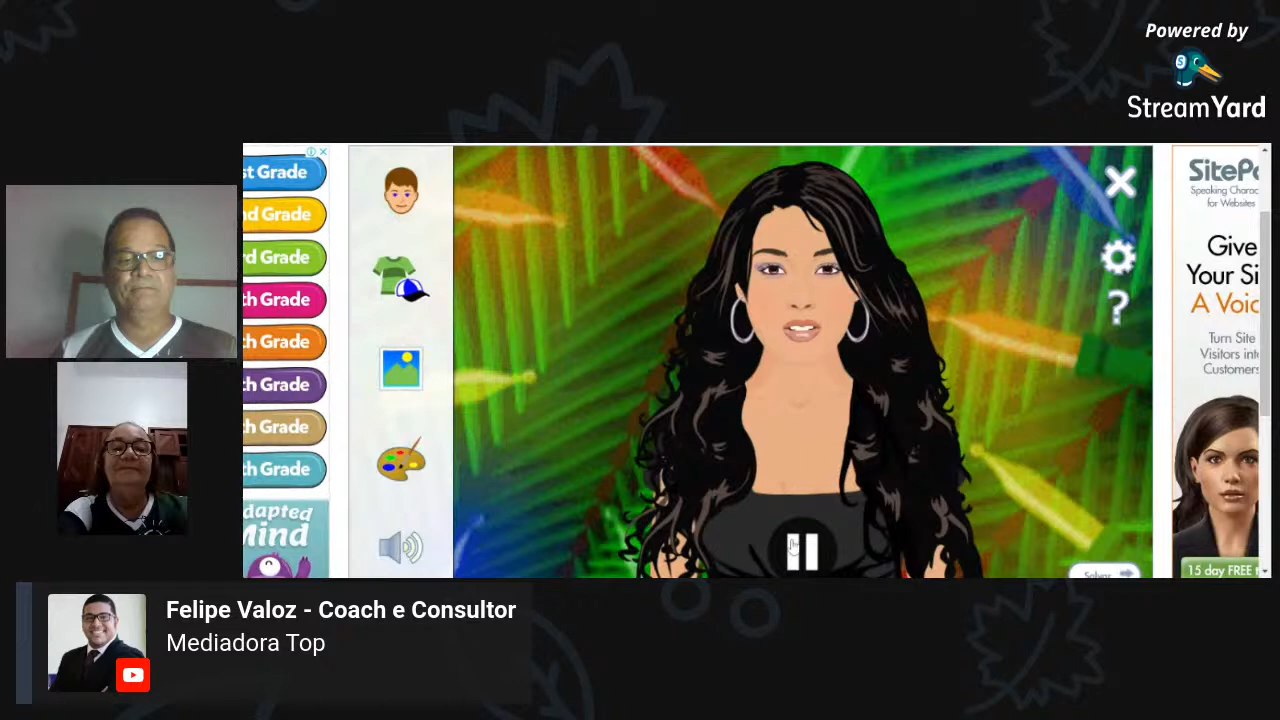 Powered by
StreamYard
st Grade
nd Grade
rd Grade
th Grade
th Grade
th Grade
th Grade
th Grade
dapted
Mind
?
SitePa
Speaking Charac
for Websites
Give
Your Si
A Voic
Turn Site
Visitors int
Customers
15 day FREE
Felipe Valoz - Coach e Consultor
Mediadora Top